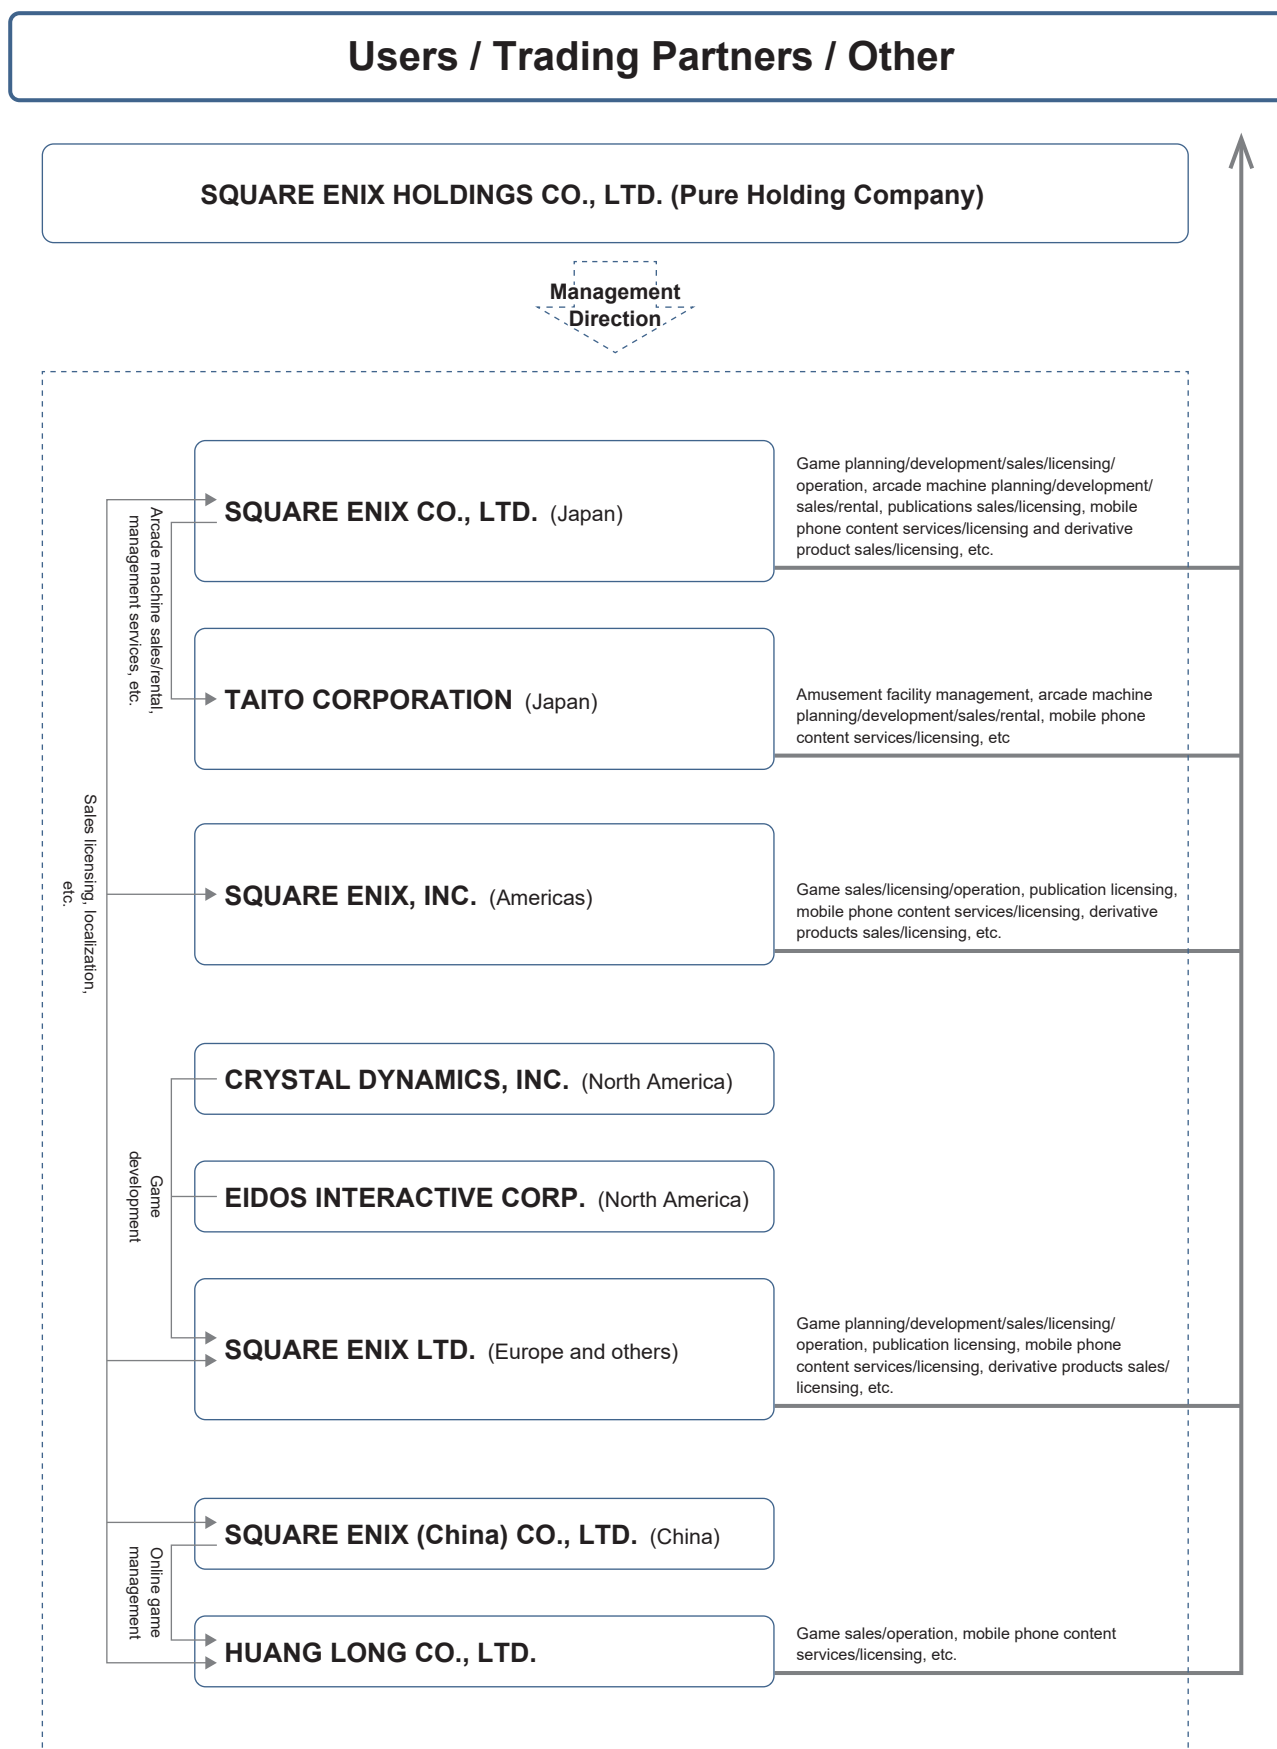 Users / Trading Partners / Other
SQUARE ENIX HOLDINGS CO., LTD. (Pure Holding Company)
Management
Direction
SQUARE ENIX CO., LTD. (Japan)
Game planning/development/sales/licensing/
operation, arcade machine planning/development/
sales/rental, publications sales/licensing, mobile
phone content services/licensing and derivative
product sales/licensing, etc.
Arcade machine sales/rental,
management services, etc.
TAITO CORPORATION (Japan)
Amusement facility management, arcade machine
planning/development/sales/rental, mobile phone
content services/licensing, etc
Sales licensing, localization,
etc.
SQUARE ENIX, INC. (Americas)
Game sales/licensing/operation, publication licensing,
mobile phone content services/licensing, derivative
products sales/licensing, etc.
CRYSTAL DYNAMICS, INC. (North America)
Game
development
EIDOS INTERACTIVE CORP. (North America)
SQUARE ENIX LTD. (Europe and others)
Game planning/development/sales/licensing/
operation, publication licensing, mobile phone
content services/licensing, derivative products sales/
licensing, etc.
SQUARE ENIX (China) CO., LTD. (China)
Online game
management
HUANG LONG CO., LTD.
Game sales/operation, mobile phone content
services/licensing, etc.